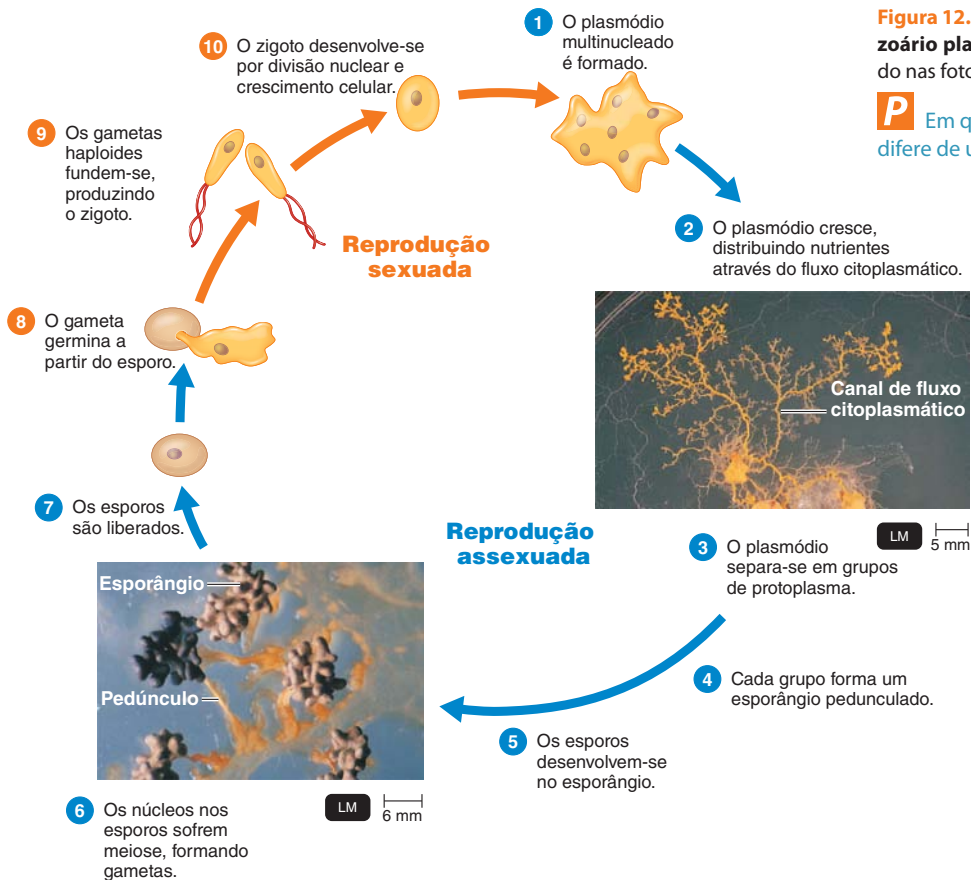 1 O plasmódio
multinucleado
é formado.
Figura 12.
zoário pla
do nas foto
P Em q
difere de u
2 O plasmódio cresce,
distribuindo nutrientes
através do fluxo citoplasmático.
Canal de fluxo
citoplasmático
LM 5 mm
3 O plasmódio
separa-se em grupos
de protoplasma.
4 Cada grupo forma um
esporângio pedunculado.
5 Os esporos
desenvolvem-se
no esporângio.
Esporângio
Pedúnculo
LM 6 mm
6 Os núcleos nos
esporos sofrem
meiose, formando
gametas.
7 Os esporos
são liberados.
8 O gameta
germina a
partir do esporo.
9 Os gametas
haploides
fundem-se,
produzindo
o zigoto.
10 O zigoto desenvolve-se
por divisão nuclear e
crescimento celular.
Reprodução
sexuada
Reprodução
assexuada